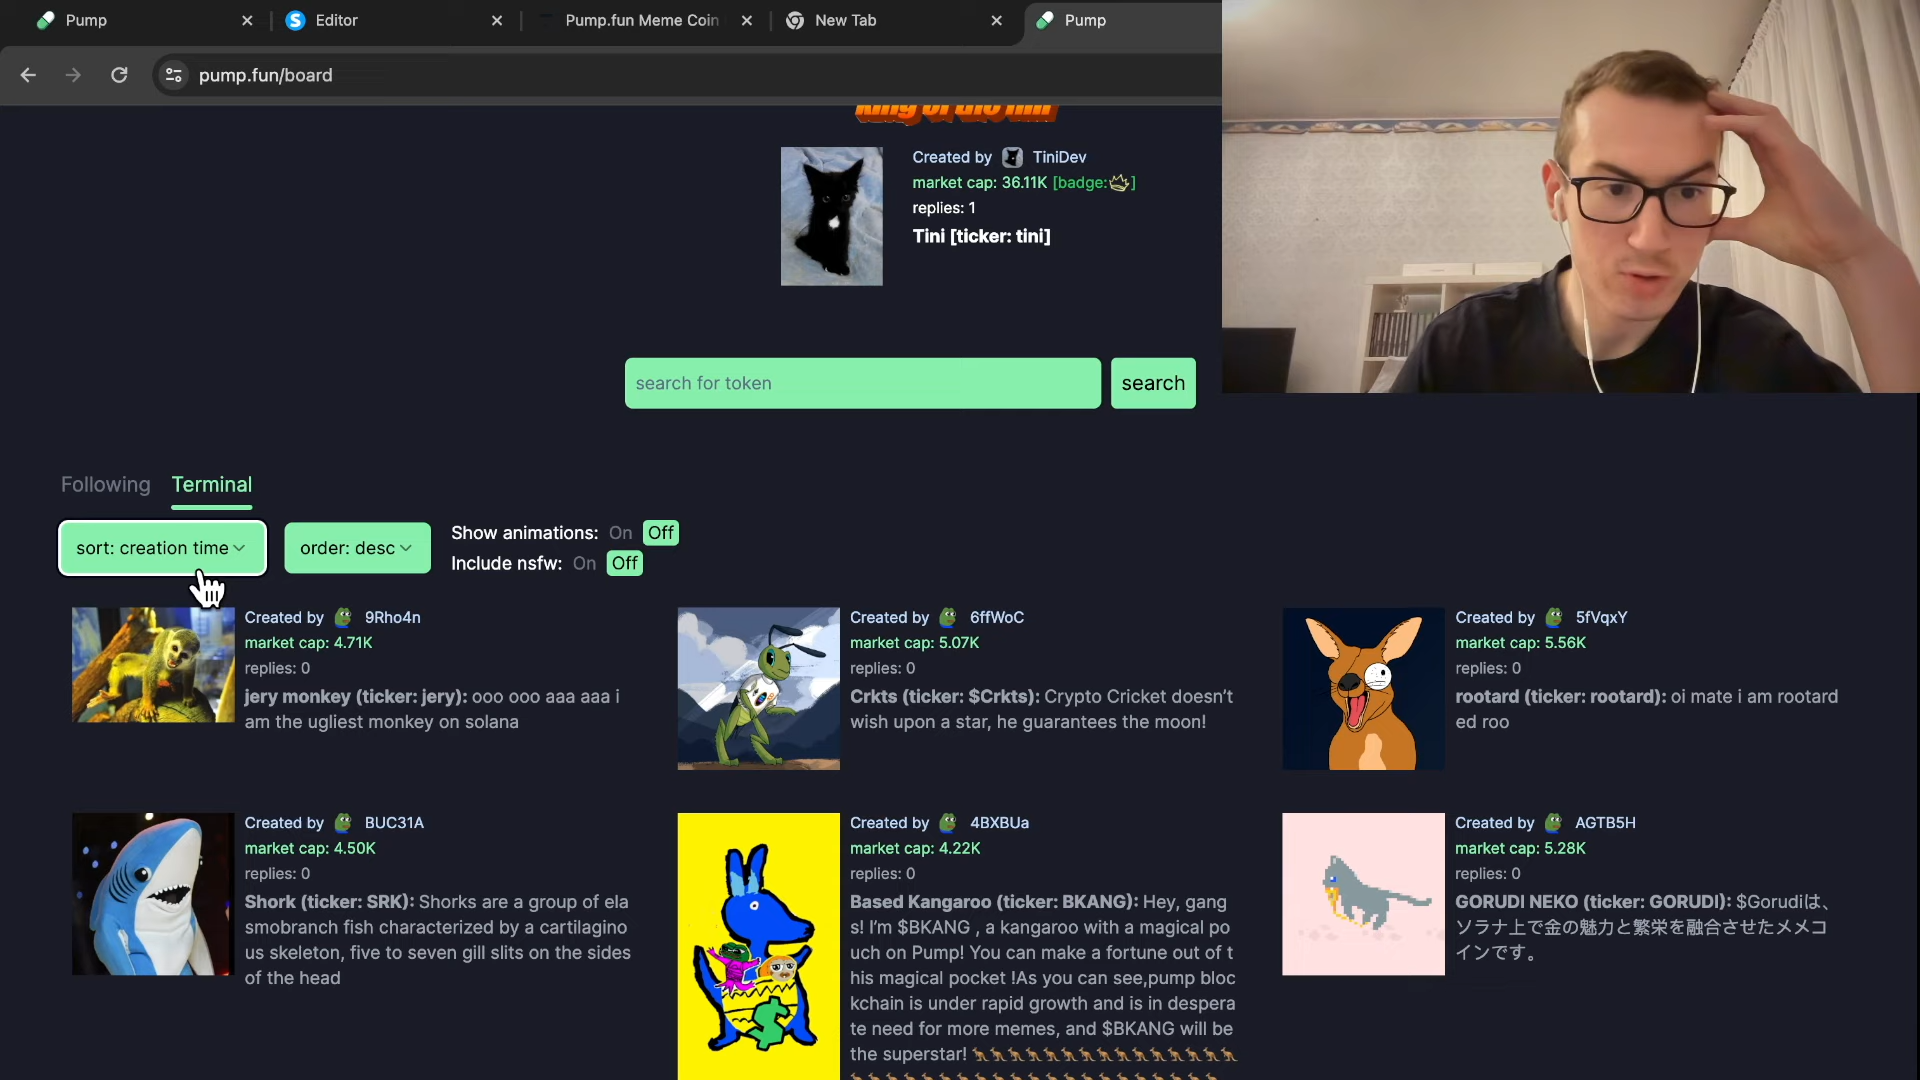 Pump
Editor
Pump.fun Meme Coin
New Tab
Pump
pump.fun/board
King of the hill
Created by TiniDev
market cap: 36.11K [badge: ]
replies: 1
Tini [ticker: tini]
search for token
search
Following
Terminal
sort: creation time
order: desc
Show animations: On Off
Include nsfw: On Off
Created by 9Rho4n
market cap: 4.71K
replies: 0
jery monkey (ticker: jery): ooo ooo aaa aaa i
am the ugliest monkey on solana
Created by 6ffWoC
market cap: 5.07K
replies: 0
Crkts (ticker: $Crkts): Crypto Cricket doesn't
wish upon a star, he guarantees the moon!
Created by 5fVqxY
market cap: 5.56K
replies: 0
rootard (ticker: rootard): oi mate i am rootard
ed roo
Created by BUC31A
market cap: 4.50K
replies: 0
Shork (ticker: SRK): Shorks are a group of ela
smobranch fish characterized by a cartilagino
us skeleton, five to seven gill slits on the sides
of the head
Created by 4BXBUa
market cap: 4.22K
replies: 0
Based Kangaroo (ticker: BKANG): Hey, gang
s! I'm $BKANG , a kangaroo with a magical po
uch on Pump! You can make a fortune out of t
his magical pocket !As you can see,pump bloc
kchain is under rapid growth and is in despera
te need for more memes, and $BKANG will be
the superstar! 🦘🦘🦘🦘🦘🦘🦘🦘🦘🦘🦘🦘🦘🦘🦘
Created by AGTB5H
market cap: 5.28K
replies: 0
GORUDI NEKO (ticker: GORUDI): $Gorudiは、
ソラナ上で金の魅力と繁栄を融合させたメメコ
インです。